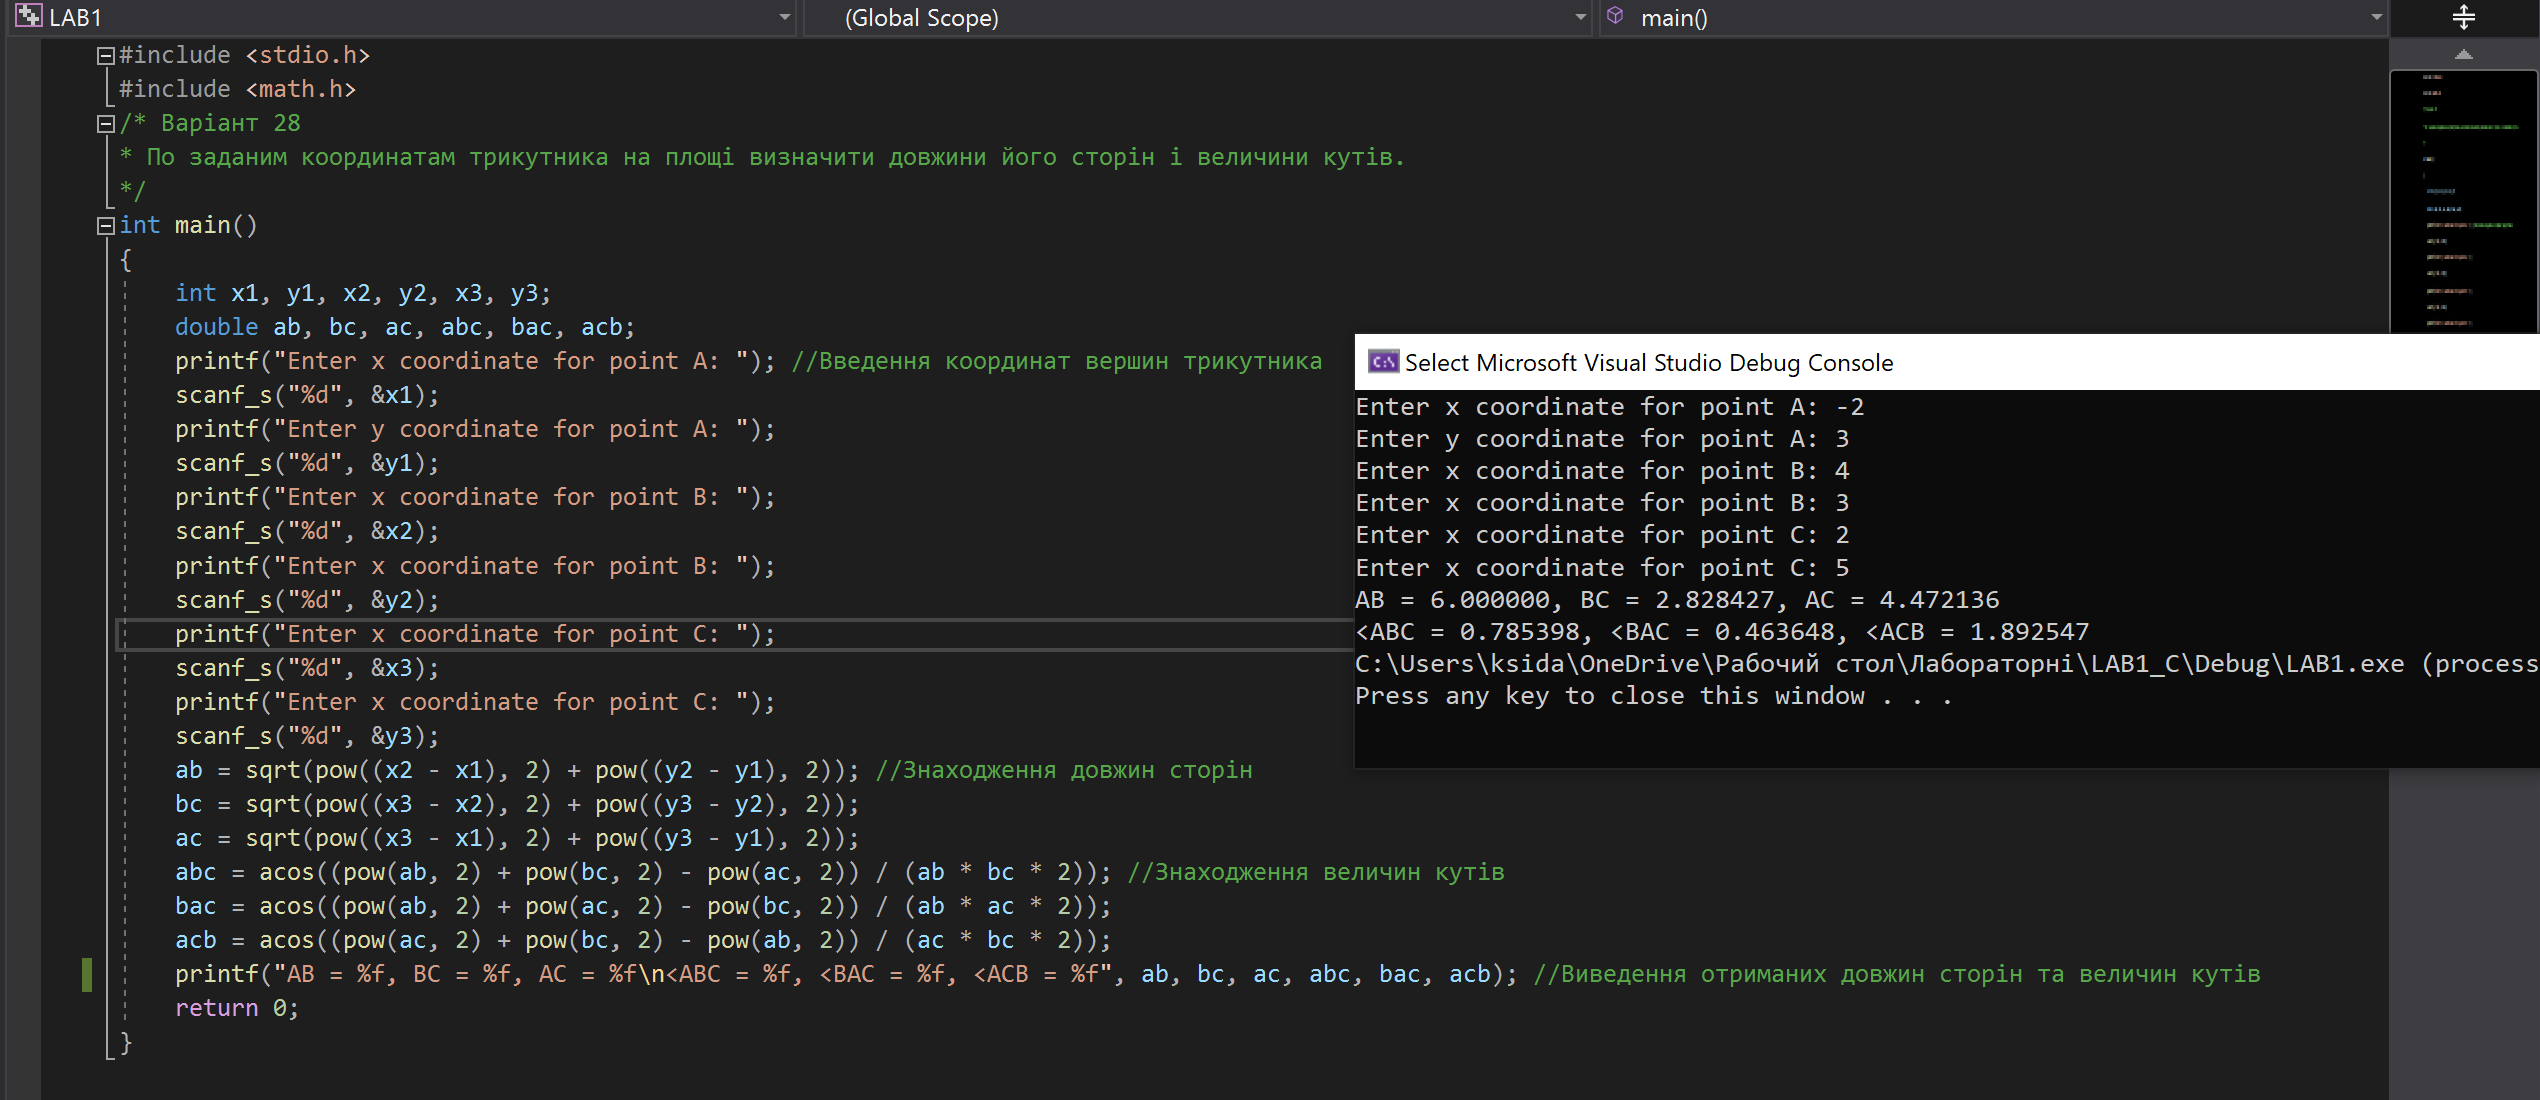 LAB1
(Global Scope)
main()
#include <stdio.h>
#include <math.h>
/* Варіант 28
* По заданим координатам трикутника на площі визначити довжини його сторін і величини кутів.
*/
int main()
{
int x1, y1, x2, y2, x3, y3;
double ab, bc, ac, abc, bac, acb;
printf("Enter x coordinate for point A: "); //Введення координат вершин трикутника
scanf_s("%d", &x1);
printf("Enter y coordinate for point A: ");
scanf_s("%d", &y1);
printf("Enter x coordinate for point B: ");
scanf_s("%d", &x2);
printf("Enter x coordinate for point B: ");
scanf_s("%d", &y2);
printf("Enter x coordinate for point C: ");
scanf_s("%d", &x3);
printf("Enter x coordinate for point C: ");
scanf_s("%d", &y3);
ab = sqrt(pow((x2 - x1), 2) + pow((y2 - y1), 2)); //Знаходження довжин сторін
bc = sqrt(pow((x3 - x2), 2) + pow((y3 - y2), 2));
ac = sqrt(pow((x3 - x1), 2) + pow((y3 - y1), 2));
abc = acos((pow(ab, 2) + pow(bc, 2) - pow(ac, 2)) / (ab * bc * 2)); //Знаходження величин кутів
bac = acos((pow(ab, 2) + pow(ac, 2) - pow(bc, 2)) / (ab * ac * 2));
acb = acos((pow(ac, 2) + pow(bc, 2) - pow(ab, 2)) / (ac * bc * 2));
printf("AB = %f, BC = %f, AC = %f\n<ABC = %f, <BAC = %f, <ACB = %f", ab, bc, ac, abc, bac, acb); //Виведення отриманих довжин сторін та величин кутів
return 0;
}
Select Microsoft Visual Studio Debug Console
Enter x coordinate for point A: -2
Enter y coordinate for point A: 3
Enter x coordinate for point B: 4
Enter x coordinate for point B: 3
Enter x coordinate for point C: 2
Enter x coordinate for point C: 5
AB = 6.000000, BC = 2.828427, AC = 4.472136
<ABC = 0.785398, <BAC = 0.463648, <ACB = 1.892547
C:\Users\ksida\OneDrive\Рабочий стол\Лабораторні\LAB1_C\Debug\LAB1.exe (process
Press any key to close this window . . .